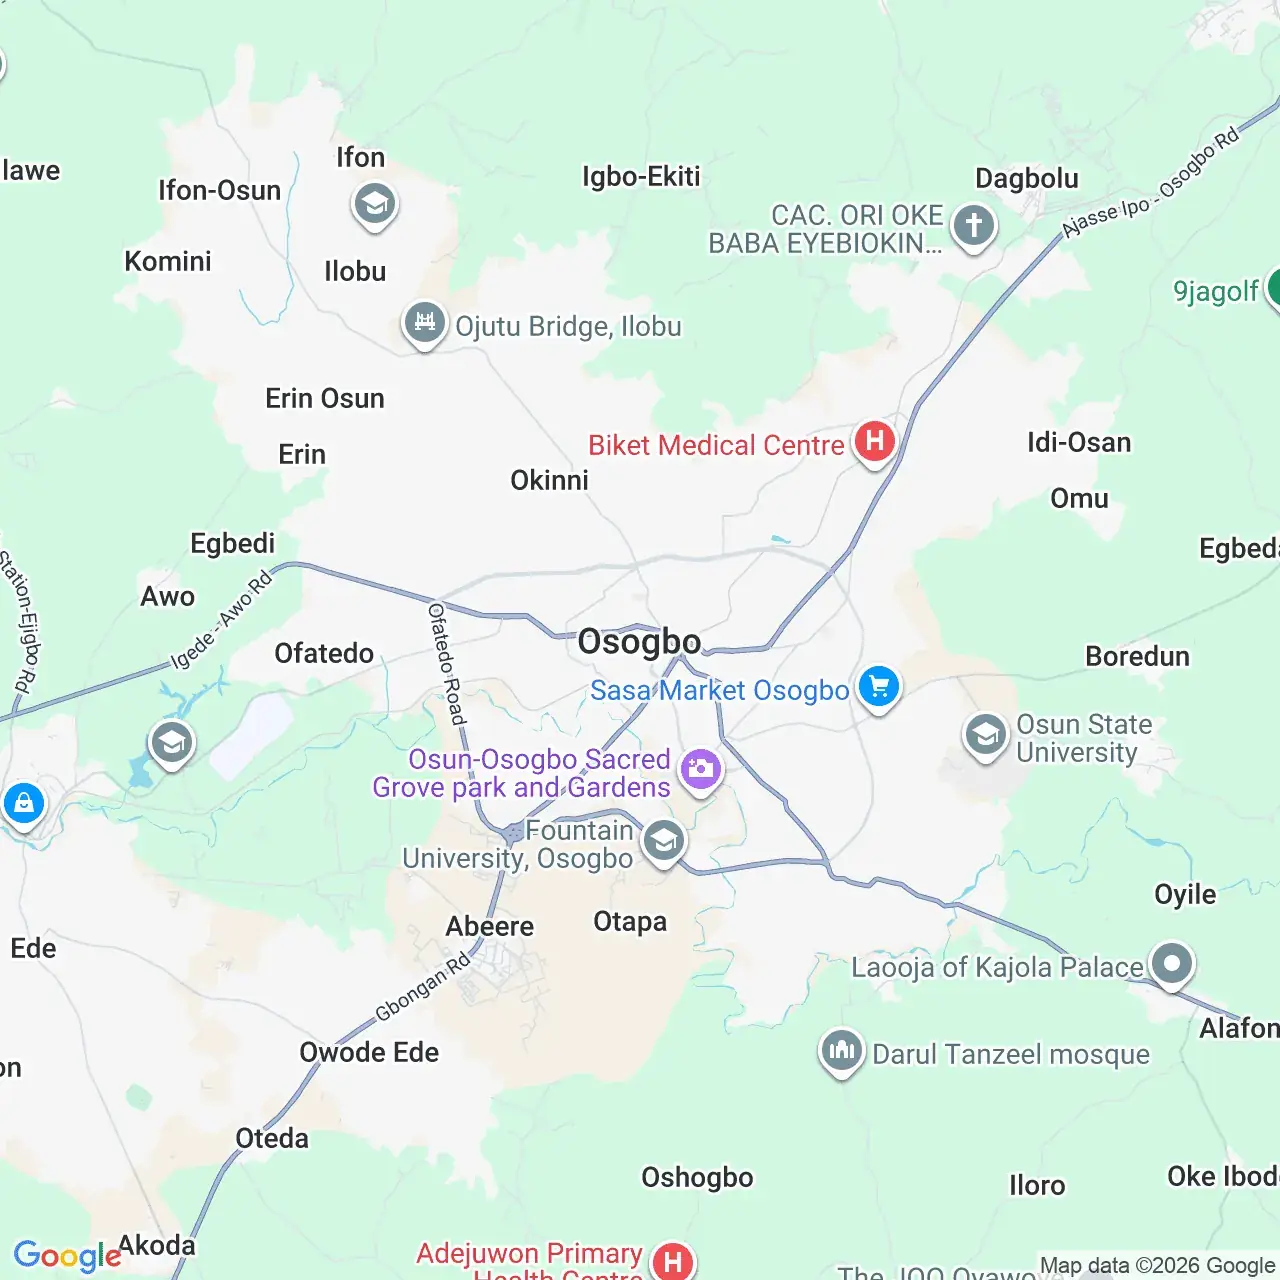 Ifon
Igbo-Ekiti
Dagbolu
Ajasse Ipo - Osogbo Rd
lawe
Ifon-Osun
CAC. ORI OKE
BABA EYEBIOKIN...
Komini
Ilobu
9jagolf
Ojutu Bridge, Ilobu
Erin Osun
Erin
Biket Medical Centre
Idi-Osan
Okinni
Omu
Egbedi
Egbeda
Station-Ejigbo Rd
Awo
Igede - Awo Rd
Ofatedo Road
Ofatedo
Osogbo
Boredun
Sasa Market Osogbo
Osun State
University
Osun-Osogbo Sacred
Grove park and Gardens
Fountain
University, Osogbo
Oyile
Abeere
Otapa
Ede
Gbongan Rd
Laooja of Kajola Palace
Alafon
Owode Ede
Darul Tanzeel mosque
on
Oteda
Oshogbo
Iloro
Oke Ibod
Akoda
Adejuwon Primary
Health Centre
Google
Map data ©2026 Google